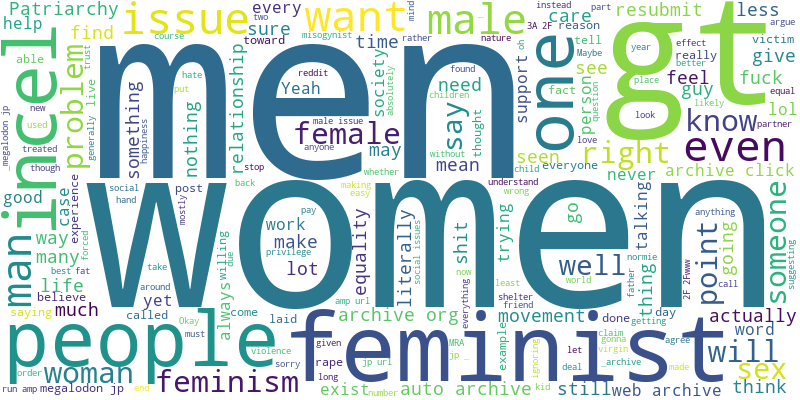 Patriarchy
issue
want
male
care
resubmit
less
help
find
every
sure
toward
two
misogynist
course
time
instead
3A 2F
reason
mind
rather
argue
victim
incel
men
gt
one
able
trust
problem
hate
put
something
nothing
relationship
Yeah
reddit
society
absolutely
need
nature
support
oh
Maybe
tell
see
fact
person
guy
year
effect
really
better
give
feel
fuck
look
place
question
likely
equal
partner
lol
megalodon jp
new
used
live
generally
treated
though
happiness
male issue
female
anyone
found
children
say
thought
love
right
know
even
good
man
case
experience
social
hand
post
mostly
stop
back
may
whether
without
mean
seen
child
everyone
never
archive click
way
many
life
believe
yet
women
making
easy
understand
wrong
go
trying
talking
thing
anything
point
someone
going
suggesting
much
saying
called
forced
take
around
due
willing
always
work
make
lot
pay
privilege
equality
literally
shit
social issues
now
well
world
2F 2Fwww
call
normie
father
best
fat
must
Okay
come
laid
amp url
everything
least
shelter
friend
movement
done
day
actually
people
feminist
will
woman
feminism
violence
sorry
given
rape
long
archive org
MRA
jp
jp url
example
ignoring
claim
gonna
virgin
getting
agree
word
sex
order
run amp
megalodon jp
end
exist
number
auto archive
kid
deal
let
still
_archive
web archive
made
think